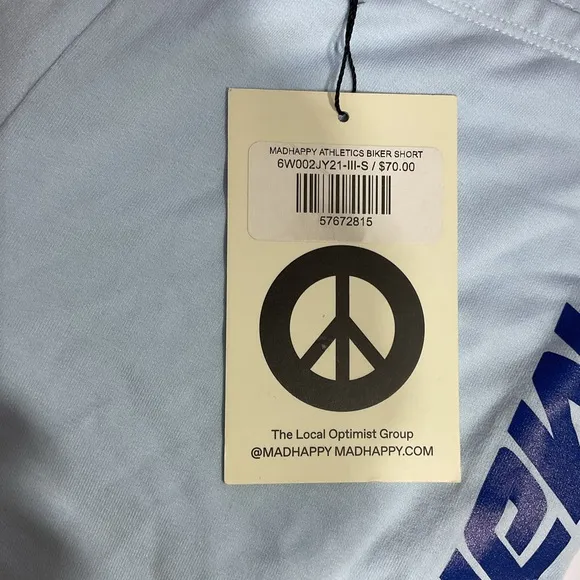 MADHAPPY ATHLETICS BIKER SHORT
6W002JY21-III-S / $70.00
57672815
The Local Optimist Group
@MADHAPPY MADHAPPY.COM